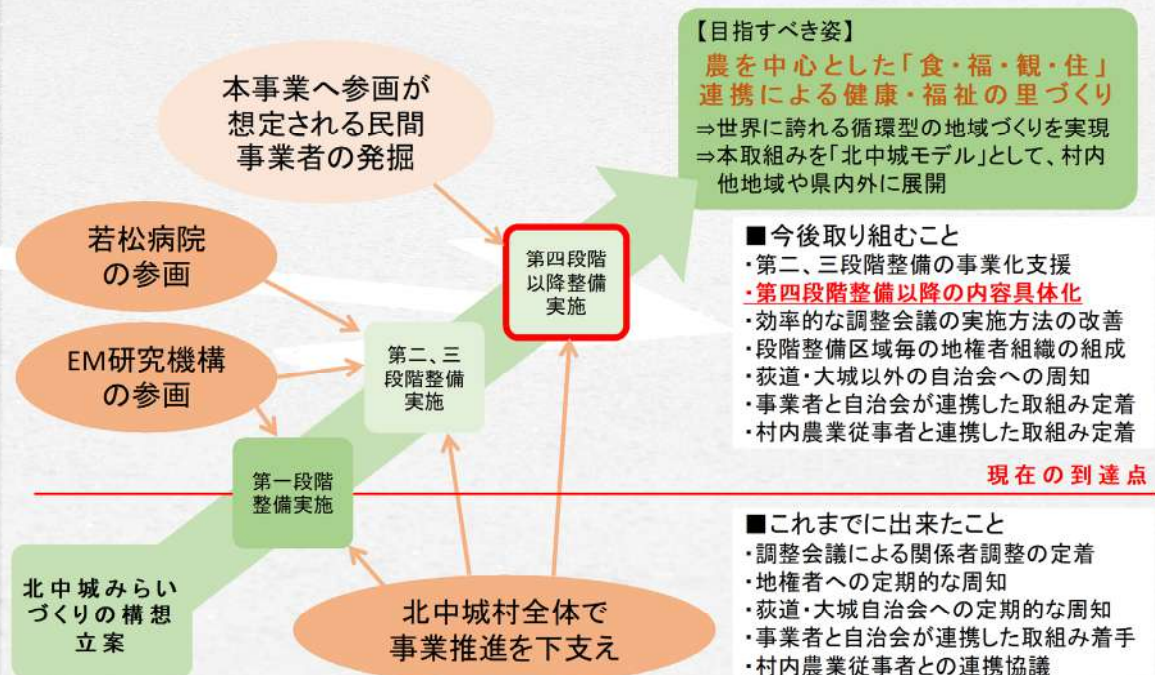 【目指すべき姿】
農を中心とした「食・福・観・住」
連携による健康・福祉の里づくり
⇒世界に誇れる循環型の地域づくりを実現
⇒本取組みを「北中城モデル」として、村内
他地域や県内外に展開
本事業へ参画が
想定される民間
事業者の発掘
若松病院
の参画
EM研究機構
の参画
第四段階
以降整備
実施
第二、三
段階整備
実施
第一段階
整備実施
■今後取り組むこと
・第二、三段階整備の事業化支援
・第四段階整備以降の内容具体化
・効率的な調整会議の実施方法の改善
・段階整備区域毎の地権者組織の組成
・荻道・大城以外の自治会への周知
・事業者と自治会が連携した取組み定着
・村内農業従事者と連携した取組み定着
現在の到達点
■これまでに出来たこと
・調整会議による関係者調整の定着
・地権者への定期的な周知
・荻道・大城自治会への定期的な周知
・事業者と自治会が連携した取組み着手
・村内農業従事者との連携協議
北中城みらい
づくりの構想
立案
北中城村全体で
事業推進を下支え